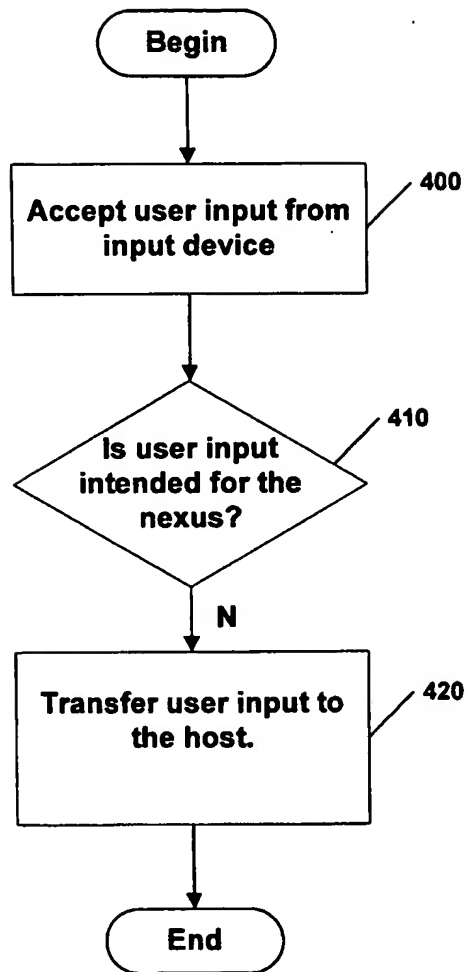 Begin
Accept user input from
input device
400
Is user input
intended for the
nexus?
410
N
Transfer user input to
the host.
420
End